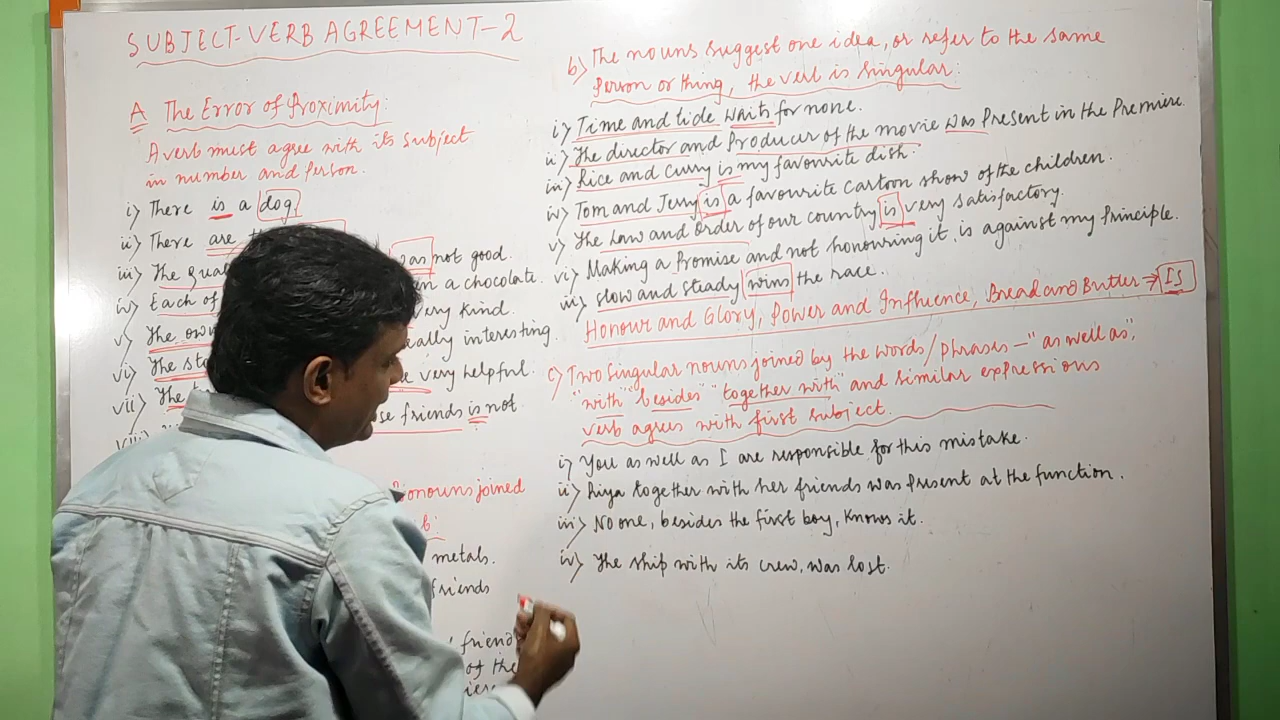 SUBJECT-VERB AGREEMENT-2
A The Error of Proximity:
A verb must agree with its subject
in number and Person.
i) There is a dog.
ii) There are
iii) The not good.
iv) Each of a chocolate.
v) The very kind.
vi) The really interesting.
vii) The very helpful.
friends is not
Pronouns joined
metals.
friends
of the
b) The nouns suggest one idea, or refer to the same
Person or thing, the verb is singular:
i) Time and tide waits for none.
ii) The director and Producer of the movie was Present in the Premiere.
iii) Rice and Curry is my favourite dish.
iv) Tom and Jerry is a favourite Cartoon show of the children.
v) The Law and Order of our country is very satisfactory.
vi) Making a Promise and not honouring it, is against my Principle.
iii) slow and steady wins the race.
Honour and Glory, Power and Influence, Bread and Butter → Is
c) Two Singular nouns joined by the words/phrases - "as well as",
"with" "besides" "together with" and similar expressions
verb agrees with first subject.
i) You as well as I are responsible for this mistake.
ii) Riya together with her friends was Present at the function.
iii) No one, besides the first boy, knows it.
iv) The ship with its crew, was lost.